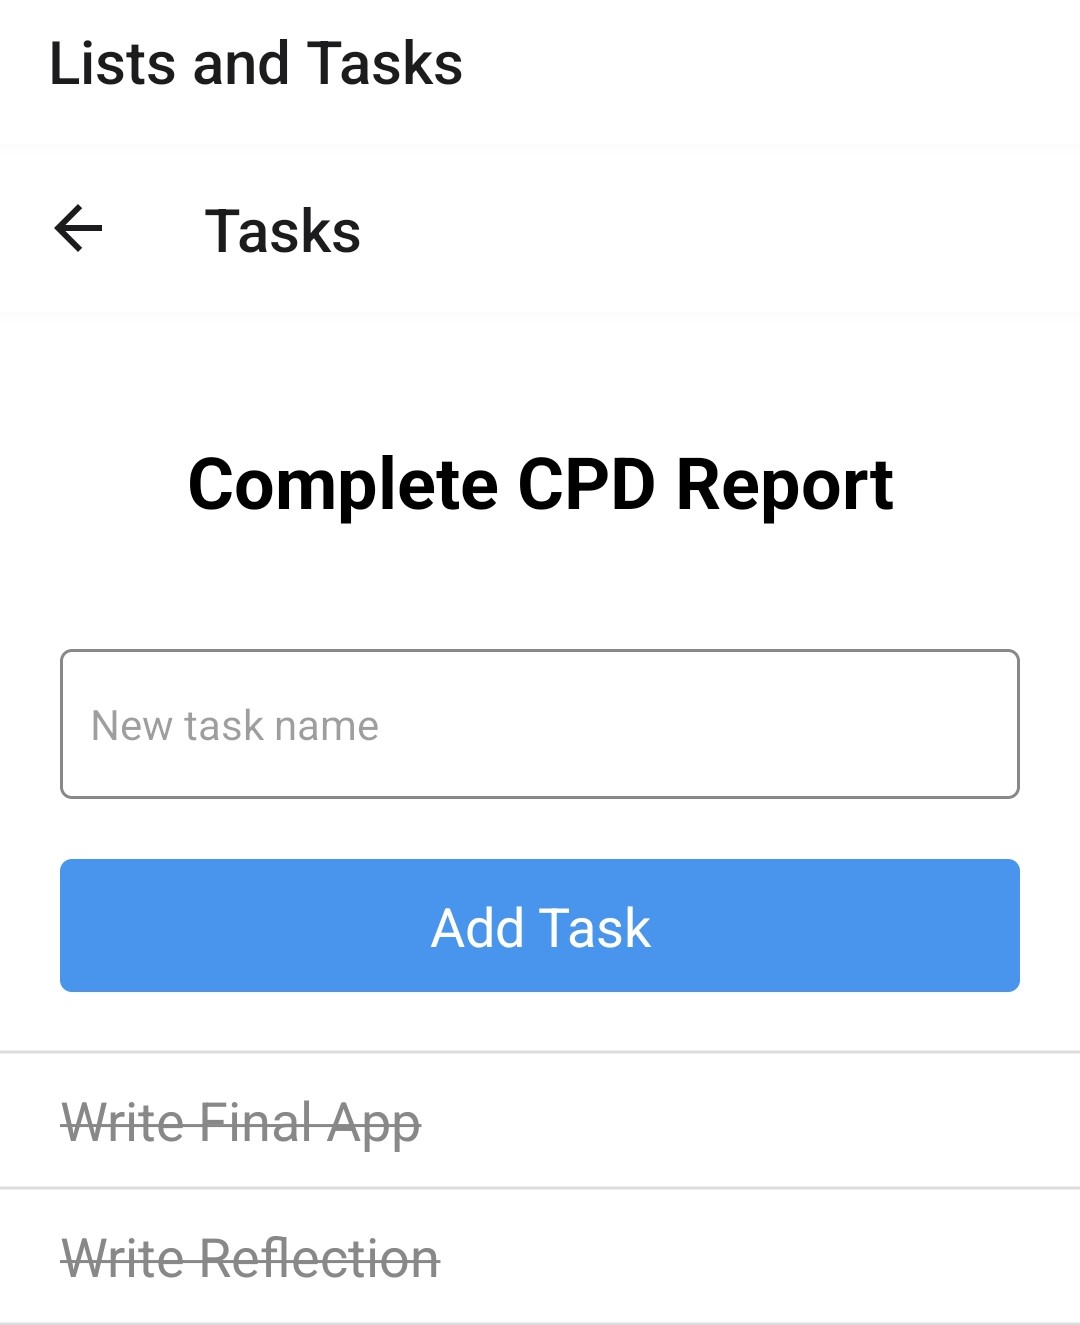 Lists and Tasks
Tasks
Complete CPD Report
New task name
Add Task
Write Final App
Write Reflection